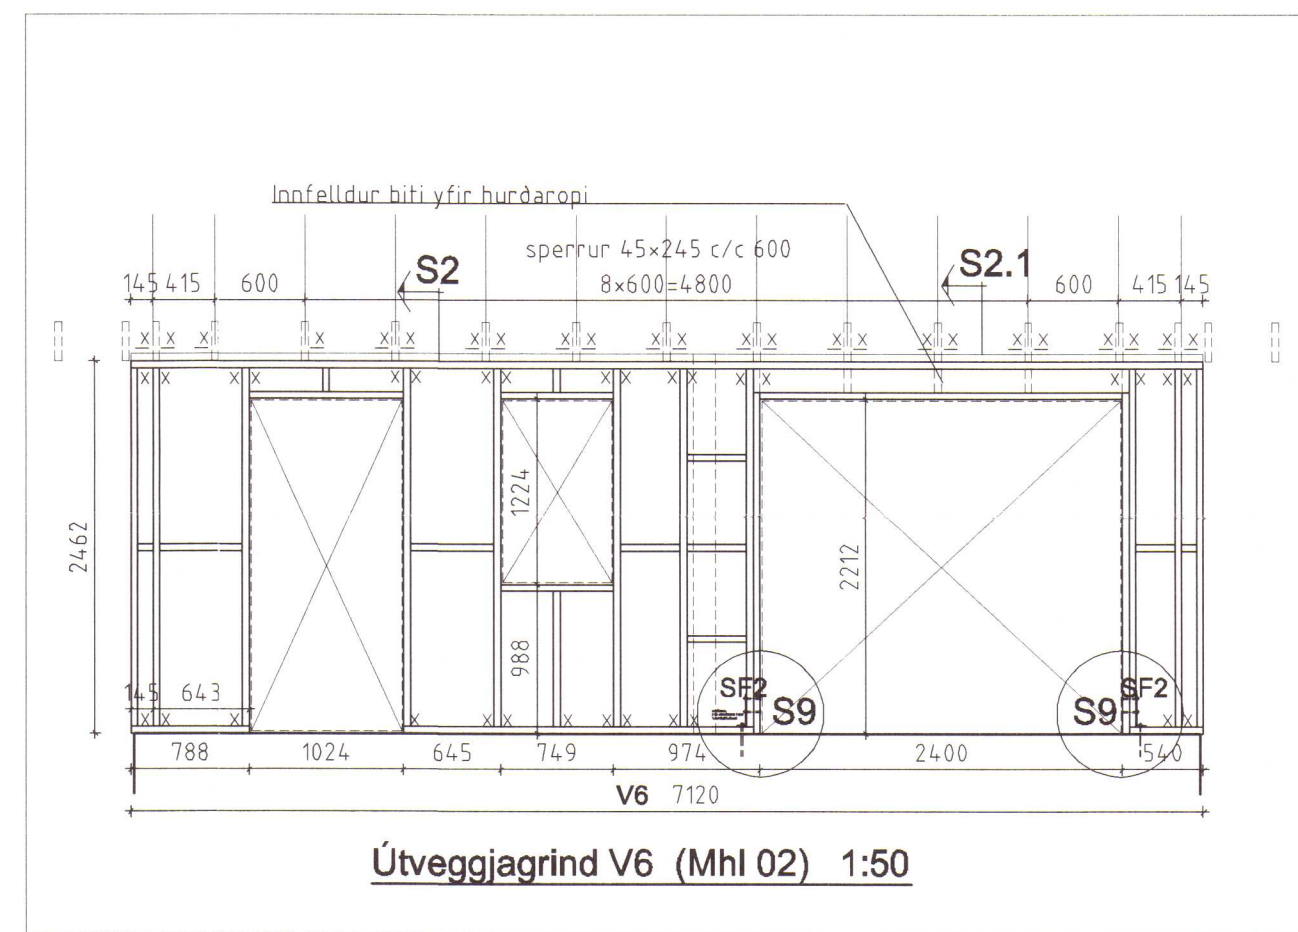 Innfelldur biti yfir hurðaropi
sperrur 45×245 c/c 600
S2
S2.1
145 415 600 8×600=4800 600 415 145
2462
1224
988
2212
145 643
SF2
S9
SF2
S9
788 1024 645 749 974 2400 540
V6 7120
Útveggjagrind V6 (Mhl 02) 1:50